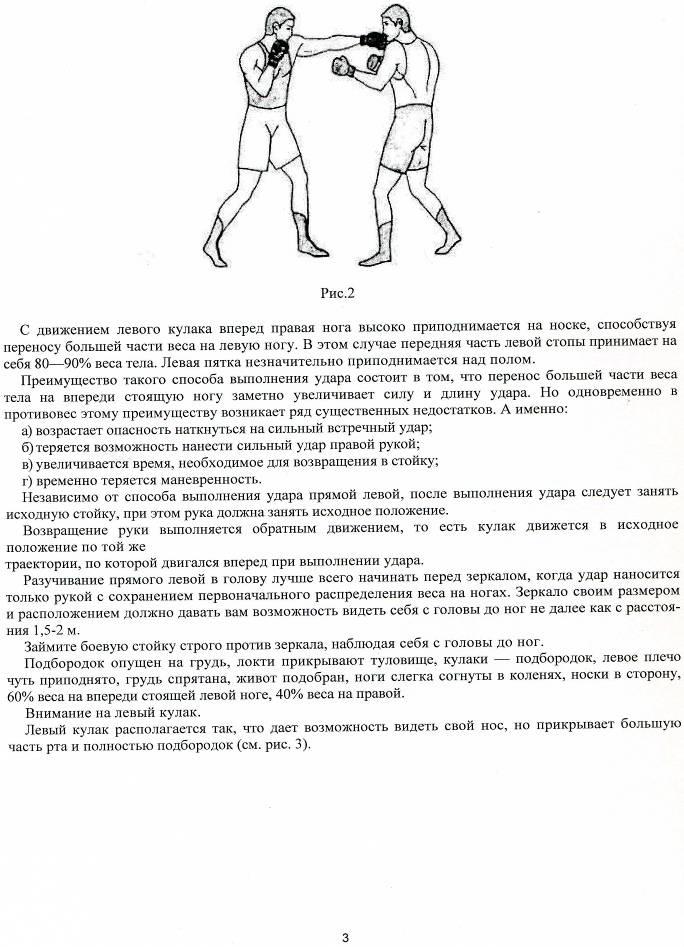 Рис.2
С движением левого кулака вперед правая нога высоко приподнимается на носке, способствуя
переносу большей части веса на левую ногу. В этом случае передняя часть левой стопы принимает на
себя 80—90% веса тела. Левая пятка незначительно приподнимается над полом.
Преимущество такого способа выполнения удара состоит в том, что перенос большей части веса
тела на впереди стоящую ногу заметно увеличивает силу и длину удара. Но одновременно в
противовес этому преимуществу возникает ряд существенных недостатков. А именно:
а) возрастает опасность наткнуться на сильный встречный удар;
б) теряется возможность нанести сильный удар правой рукой;
в) увеличивается время, необходимое для возвращения в стойку;
г) временно теряется маневренность.
Независимо от способа выполнения удара прямой левой, после выполнения удара следует занять
исходную стойку, при этом рука должна занять исходное положение.
Возвращение руки выполняется обратным движением, то есть кулак движется в исходное
положение по той же
траектории, по которой двигался вперед при выполнении удара.
Разучивание прямого левой в голову лучше всего начинать перед зеркалом, когда удар наносится
только рукой с сохранением первоначального распределения веса на ногах. Зеркало своим размером
и расположением должно давать вам возможность видеть себя с головы до ног не далее как с расстоя-
ния 1,5-2 м.
Займите боевую стойку строго против зеркала, наблюдая себя с головы до ног.
Подбородок опущен на грудь, локти прикрывают туловище, кулаки — подбородок, левое плечо
чуть приподнято, грудь спрятана, живот подобран, ноги слегка согнуты в коленях, носки в сторону,
60% веса на впереди стоящей левой ноге, 40% веса на правой.
Внимание на левый кулак.
Левый кулак располагается так, что дает возможность видеть свой нос, но прикрывает большую
часть рта и полностью подбородок (см. рис. 3).
3